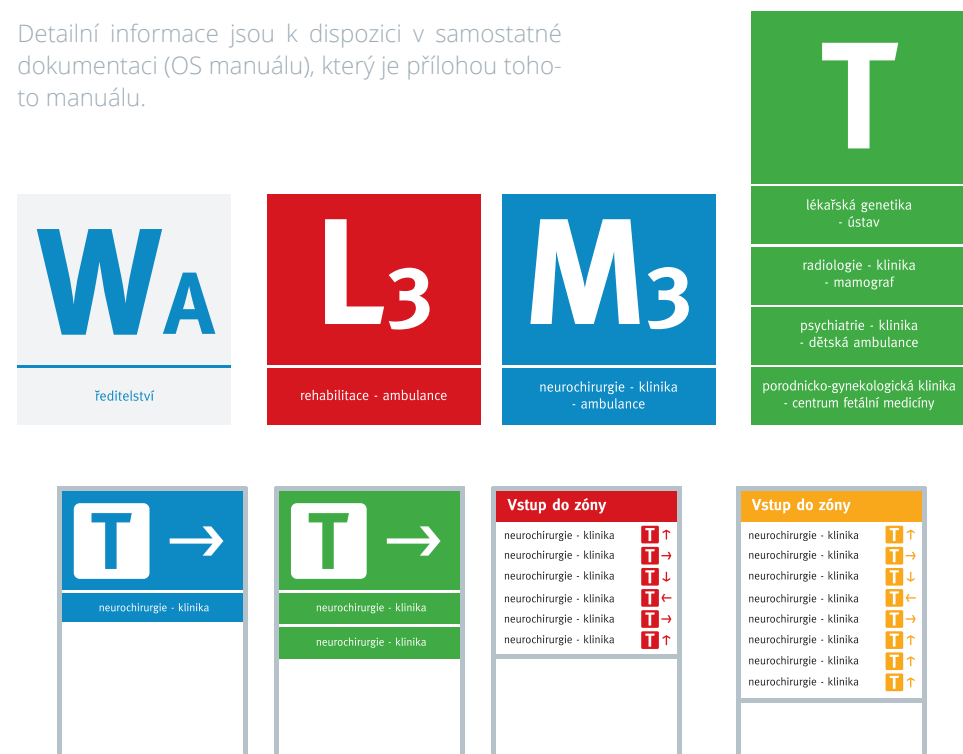 Detailní informace jsou k dispozici v samostatné
dokumentaci (OS manuálu), který je přílohou toho-
to manuálu.
WA
ředitelství
L3
rehabilitace - ambulance
M3
neurochirurgie - klinika
- ambulance
T
lékařská genetika
- ústav
radiologie - klinika
- mamograf
psychiatrie - klinika
- dětská ambulance
porodnicko-gynekologická klinika
- centrum fetální medicíny
T →
neurochirurgie - klinika
T →
neurochirurgie - klinika
neurochirurgie - klinika
Vstup do zóny
neurochirurgie - klinika T ↑
neurochirurgie - klinika T →
neurochirurgie - klinika T ↓
neurochirurgie - klinika T ←
neurochirurgie - klinika T →
neurochirurgie - klinika T ↑
Vstup do zóny
neurochirurgie - klinika T ↑
neurochirurgie - klinika T →
neurochirurgie - klinika T ↓
neurochirurgie - klinika T ←
neurochirurgie - klinika T →
neurochirurgie - klinika T ↑
neurochirurgie - klinika T ↑
neurochirurgie - klinika T ↑